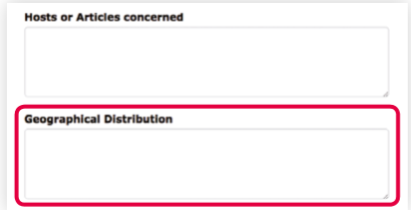 Hosts or Articles concerned
Geographical Distribution